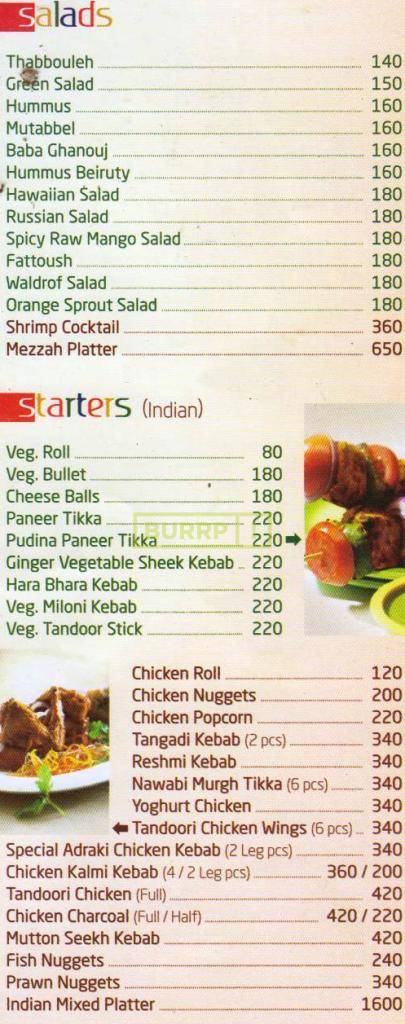 salads
Thabbouleh 140
Green Salad 150
Hummus 160
Mutabbel 160
Baba Ghanouj 160
Hummus Beiruty 160
Hawaiian Salad 180
Russian Salad 180
Spicy Raw Mango Salad 180
Fattoush 180
Waldrof Salad 180
Orange Sprout Salad 180
Shrimp Cocktail 360
Mezzah Platter 650
starters (Indian)
Veg. Roll 80
Veg. Bullet 180
Cheese Balls 180
Paneer Tikka 220
BURRP
Pudina Paneer Tikka 220
Ginger Vegetable Sheek Kebab 220
Hara Bhara Kebab 220
Veg. Miloni Kebab 220
Veg. Tandoor Stick 220
Chicken Roll 120
Chicken Nuggets 200
Chicken Popcorn 220
Tangadi Kebab (2 pcs) 340
Reshmi Kebab 340
Nawabi Murgh Tikka (6 pcs) 340
Yoghurt Chicken 340
Tandoori Chicken Wings (6 pcs) 340
Special Adraki Chicken Kebab (2 Leg pcs) 340
Chicken Kalmi Kebab (4 / 2 Leg pcs) 360 / 200
Tandoori Chicken (Full) 420
Chicken Charcoal (Full / Half) 420 / 220
Mutton Seekh Kebab 420
Fish Nuggets 240
Prawn Nuggets 340
Indian Mixed Platter 1600